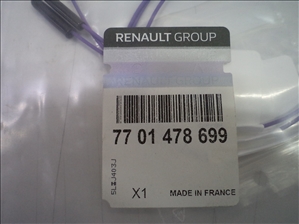 RENAULT GROUP
77 01 478 699
X1 MADE IN FRANCE